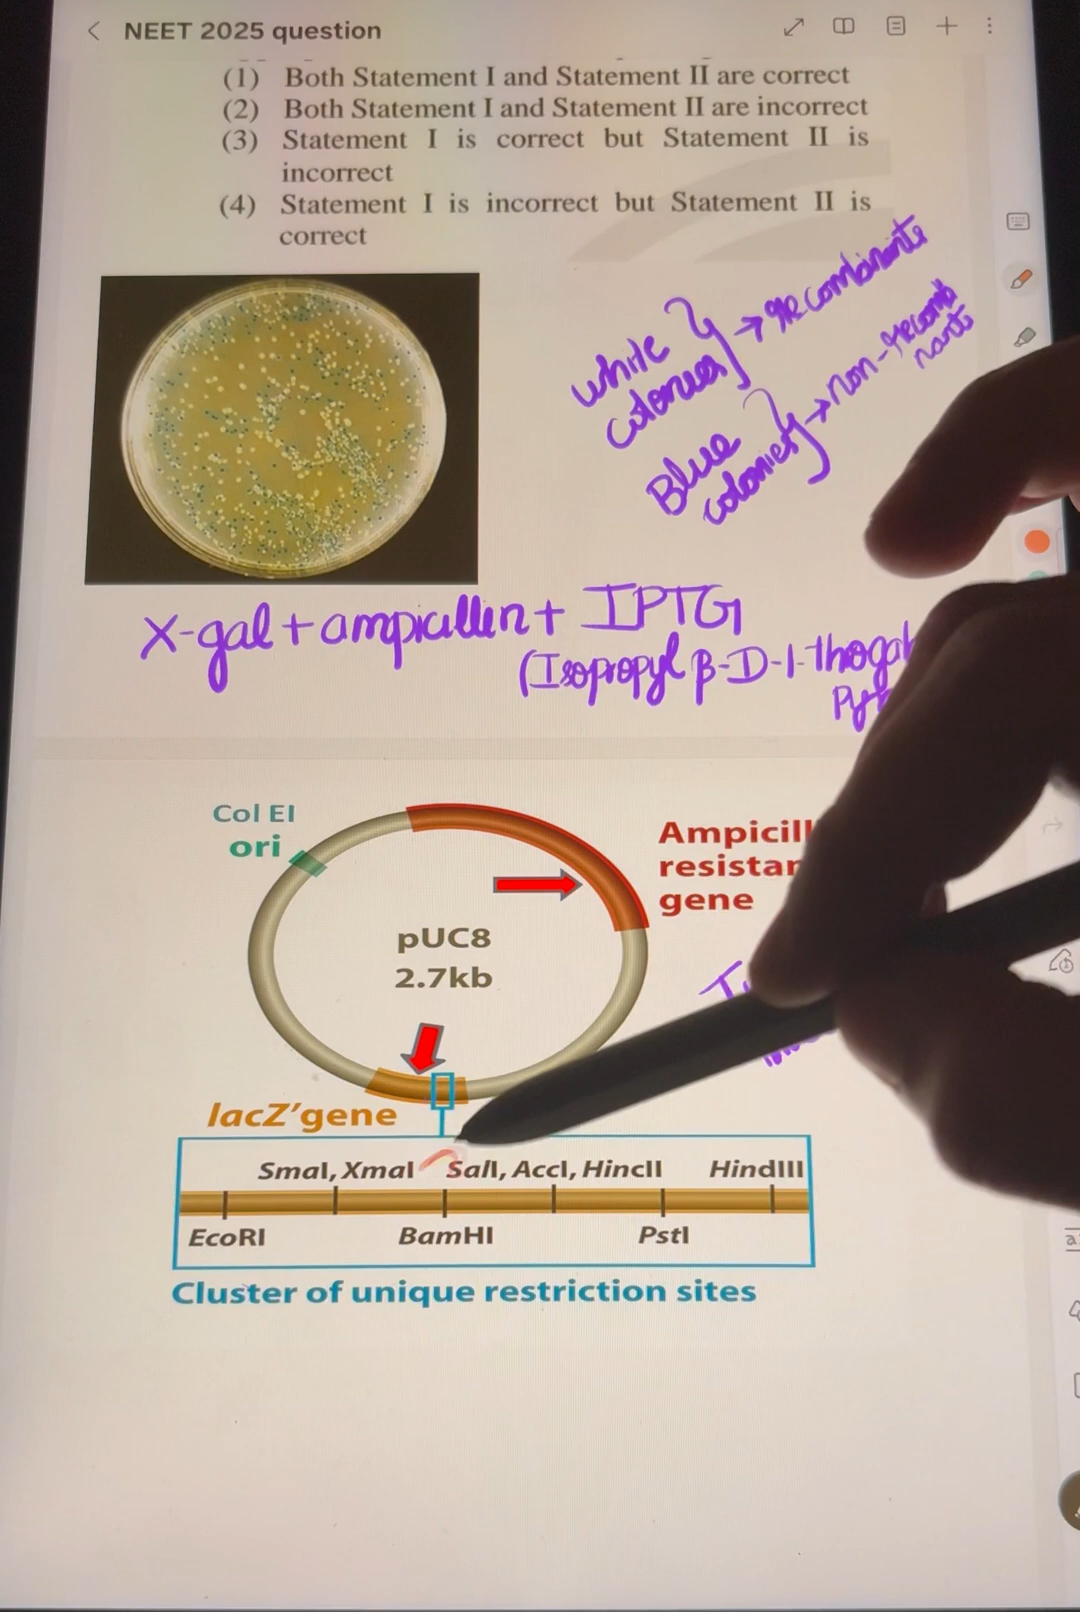 NEET 2025 question
(1) Both Statement I and Statement II are correct
(2) Both Statement I and Statement II are incorrect
(3) Statement I is correct but Statement II is
incorrect
(4) Statement I is incorrect but Statement II is
correct
white
colonies
→ recombinants
Blue
colonies
→ non-recombi
nants
X-gal + ampicillin + IPTG
(Isopropyl β-D-1-thogal
Col EI
ori
Ampicill
resistan
gene
pUC8
2.7kb
lacZ'gene
SmaI, XmaI SalI, AccI, HincII HindIII
EcoRI BamHI PstI
Cluster of unique restriction sites